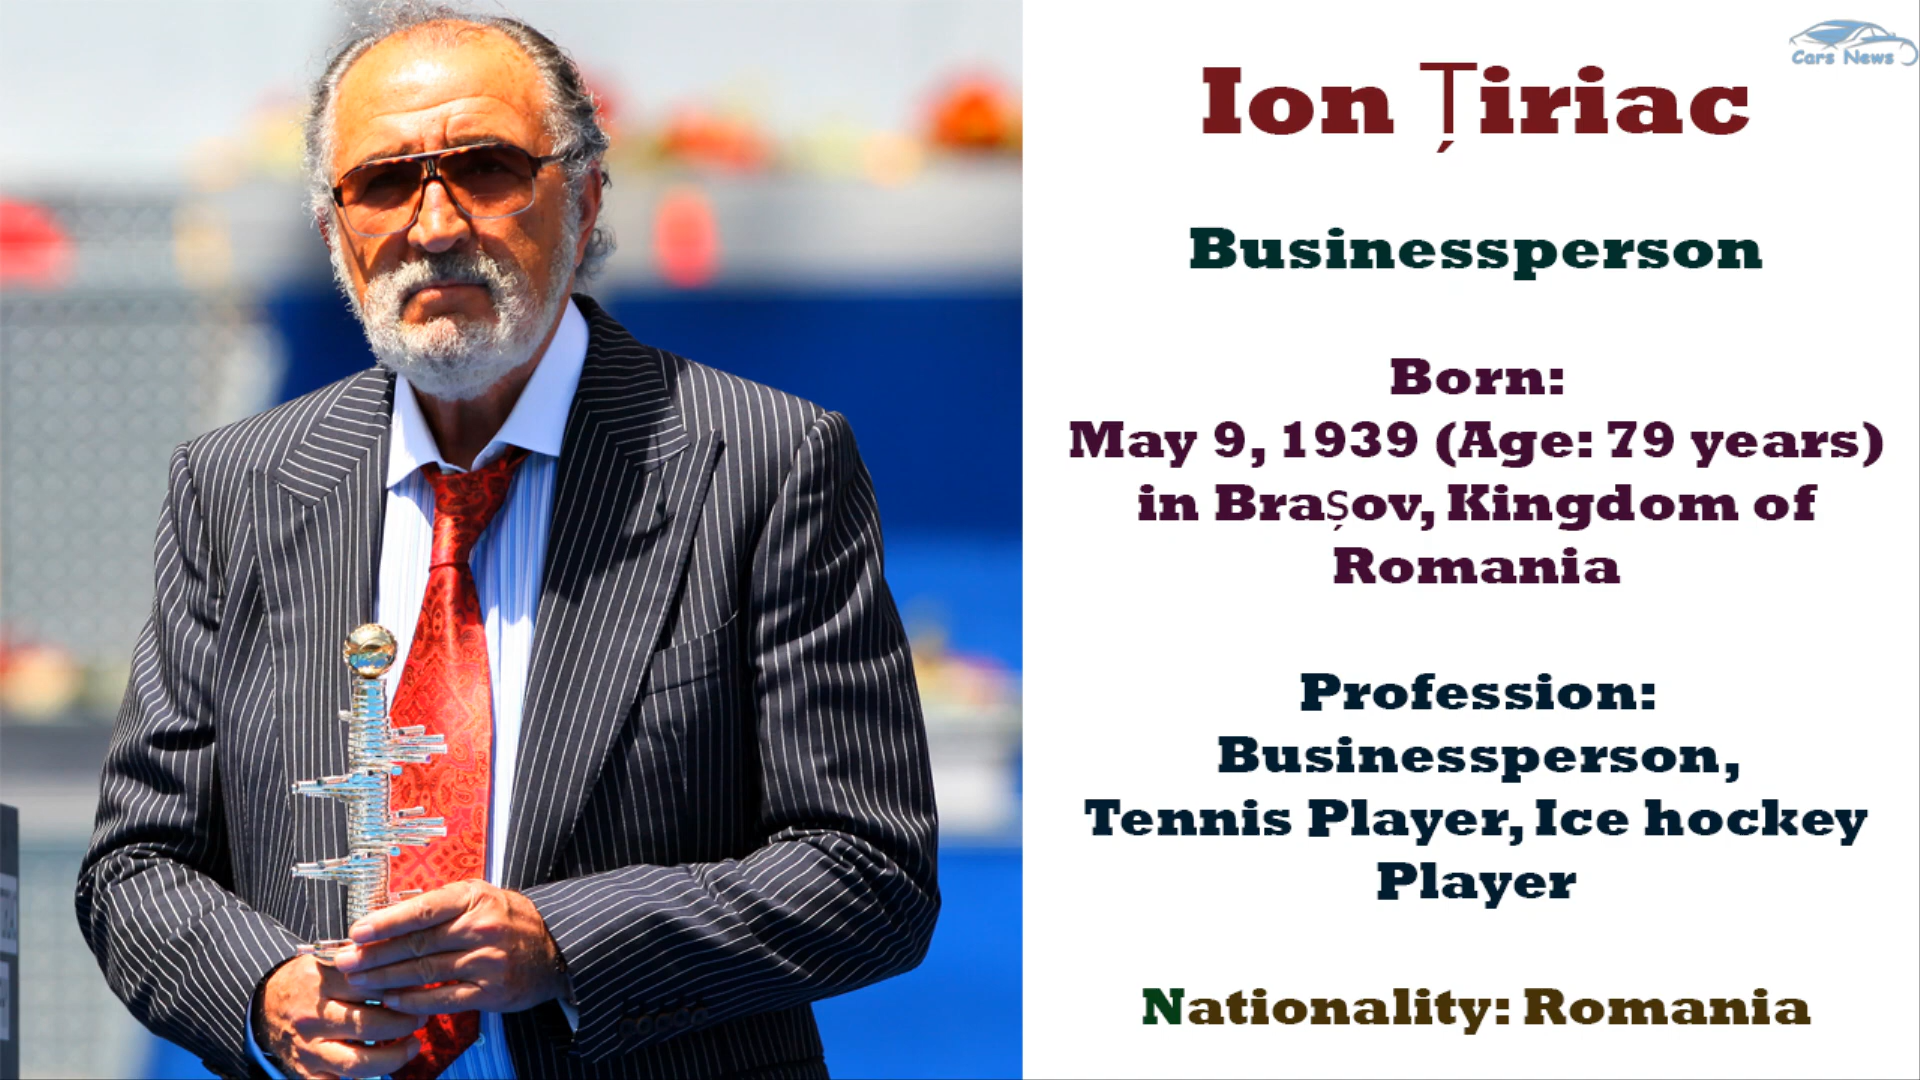 Cars News
Ion Țiriac
Businessperson
Born:
May 9, 1939 (Age: 79 years)
in Brașov, Kingdom of
Romania
Profession:
Businessperson,
Tennis Player, Ice hockey
Player
Nationality: Romania